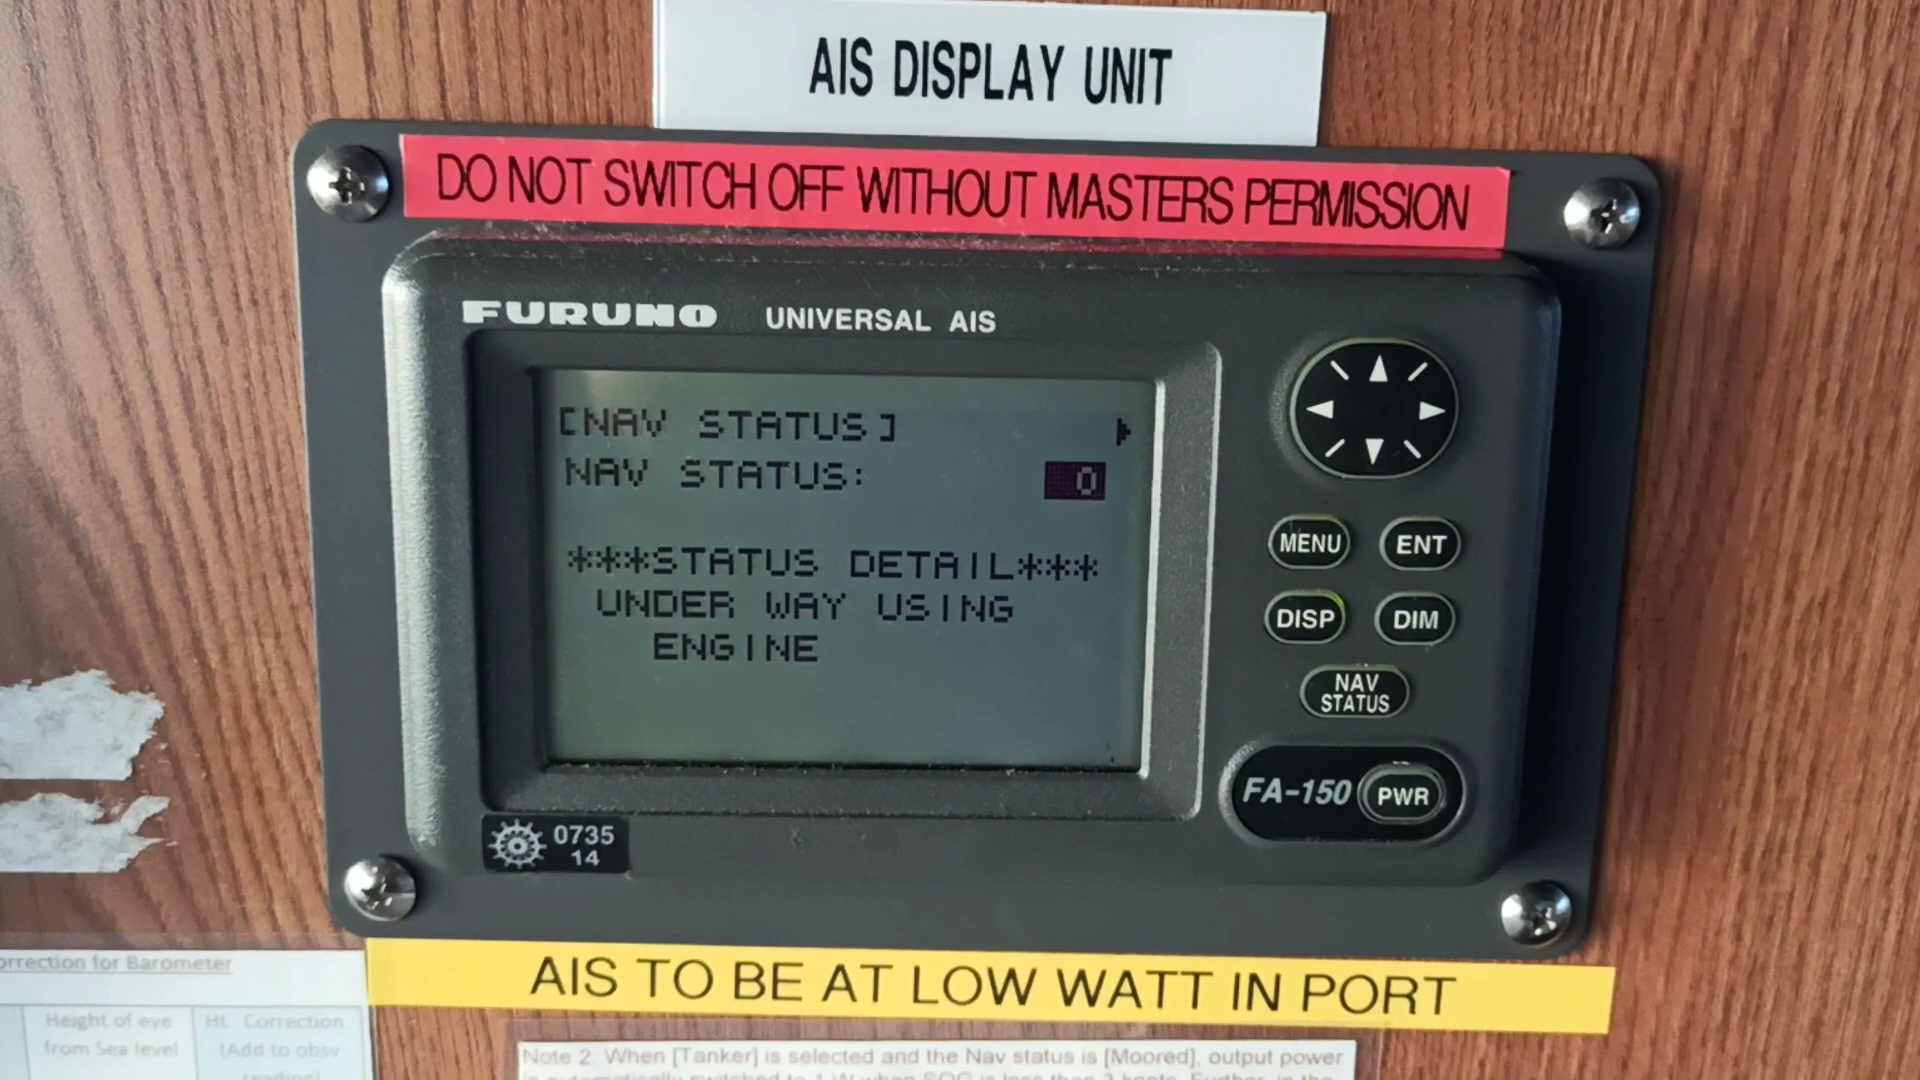 AIS DISPLAY UNIT
DO NOT SWITCH OFF WITHOUT MASTERS PERMISSION
FURUNO UNIVERSAL AIS
[NAV STATUS]
NAV STATUS: 0
***STATUS DETAIL***
UNDER WAY USING
ENGINE
MENU ENT
DISP DIM
NAV
STATUS
FA-150 PWR
0735
14
AIS TO BE AT LOW WATT IN PORT
for Barometer
Height of eye
from Sea level
Ht. Correction
(Add to obsv
Note 2. When [Tanker] is selected and the Nav status is [Moored], output power